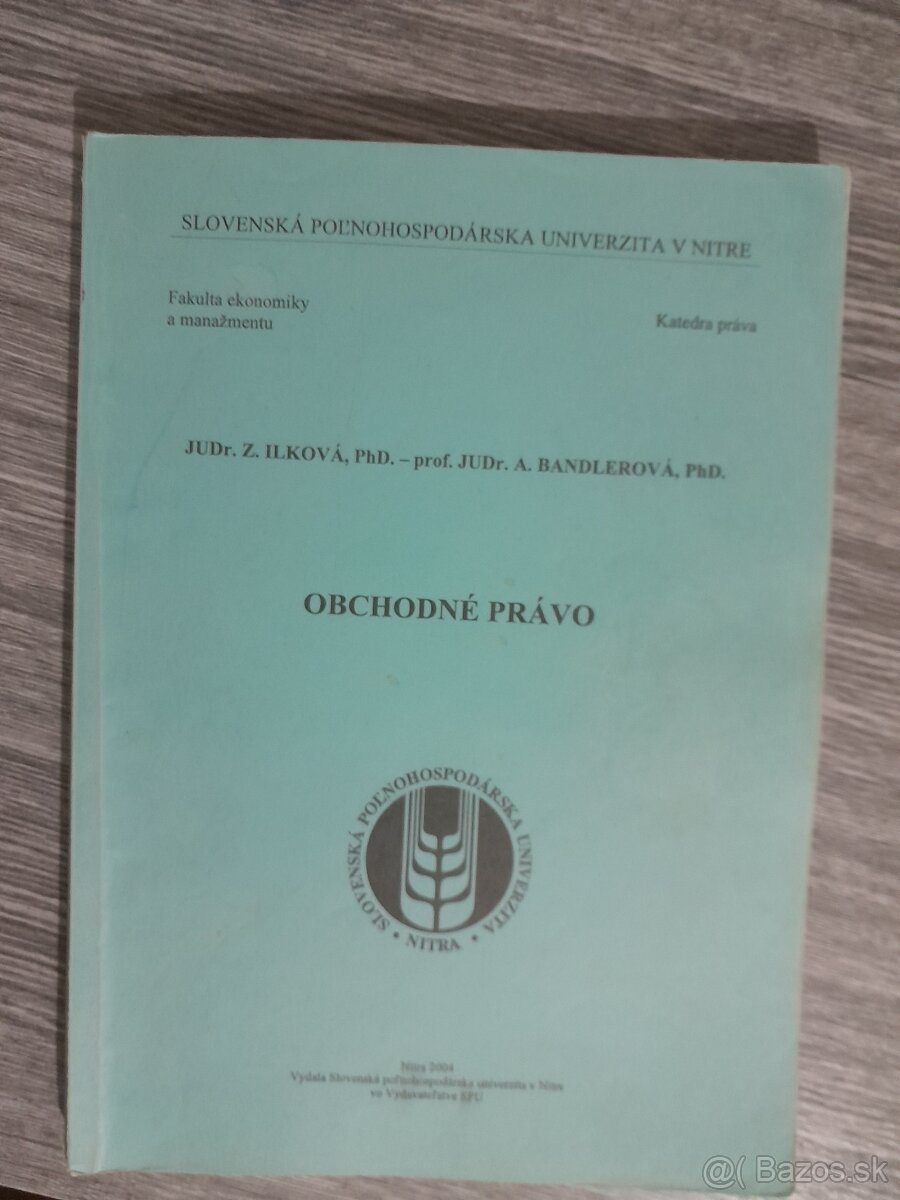 SLOVENSKÁ POĽNOHOSPODÁRSKA UNIVERZITA V NITRE
Fakulta ekonomiky
a manažmentu
Katedra práva
JUDr. Z. ILKOVÁ, PhD. – prof. JUDr. A. BANDLEROVÁ, PhD.
OBCHODNÉ PRÁVO
SLOVENSKÁ POĽNOHOSPODÁRSKA UNIVERZITA
• NITRA •
Nitra 2004
Vydala Slovenská poľnohospodárska univerzita v Nitre
vo Vydavateľstve SPU
@( Bazos.sk